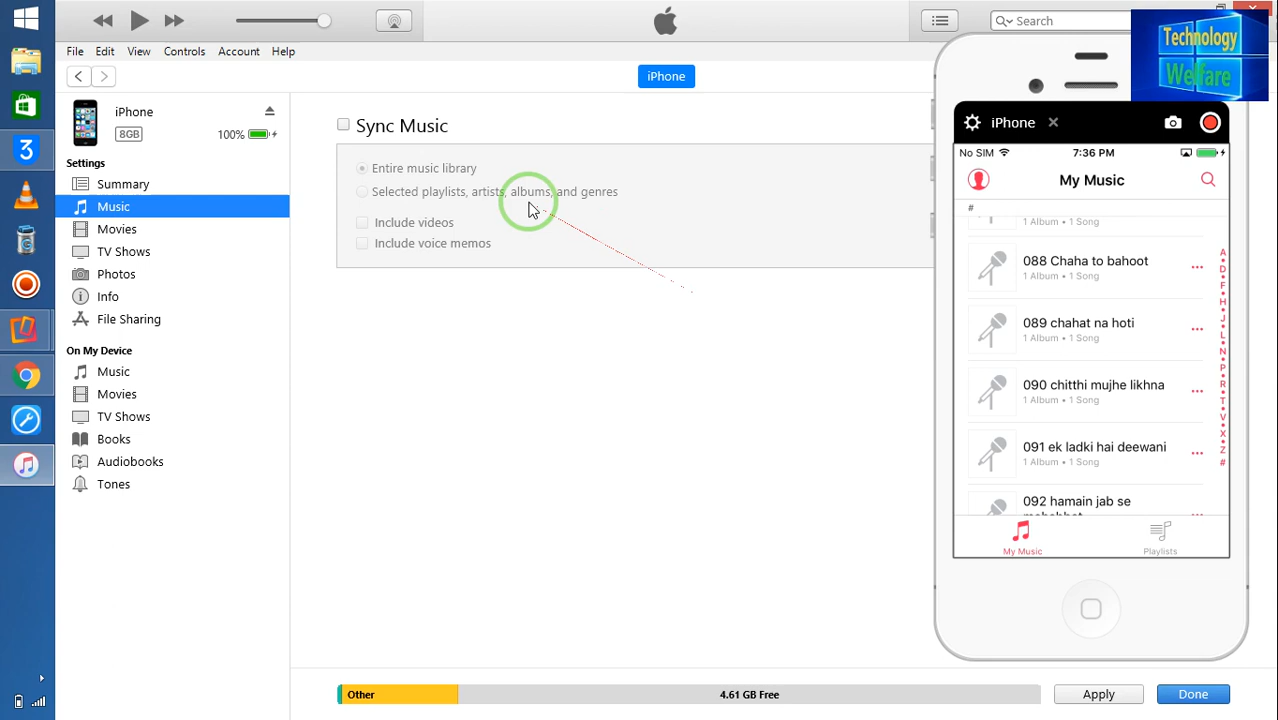 Search
Technology
Welfare
File Edit View Controls Account Help
iPhone
iPhone
8GB
100%
Settings
Summary
Music
Movies
TV Shows
Photos
Info
File Sharing
On My Device
Music
Movies
TV Shows
Books
Audiobooks
Tones
Sync Music
Entire music library
Selected playlists, artists, albums, and genres
Include videos
Include voice memos
iPhone
No SIM 7:36 PM
My Music
#
1 Album • 1 Song
088 Chaha to bahoot
1 Album • 1 Song
089 chahat na hoti
1 Album • 1 Song
090 chitthi mujhe likhna
1 Album • 1 Song
091 ek ladki hai deewani
1 Album • 1 Song
092 hamain jab se
A
D
F
H
J
L
N
P
R
T
V
X
Z
#
My Music Playlists
Other 4.61 GB Free Apply Done